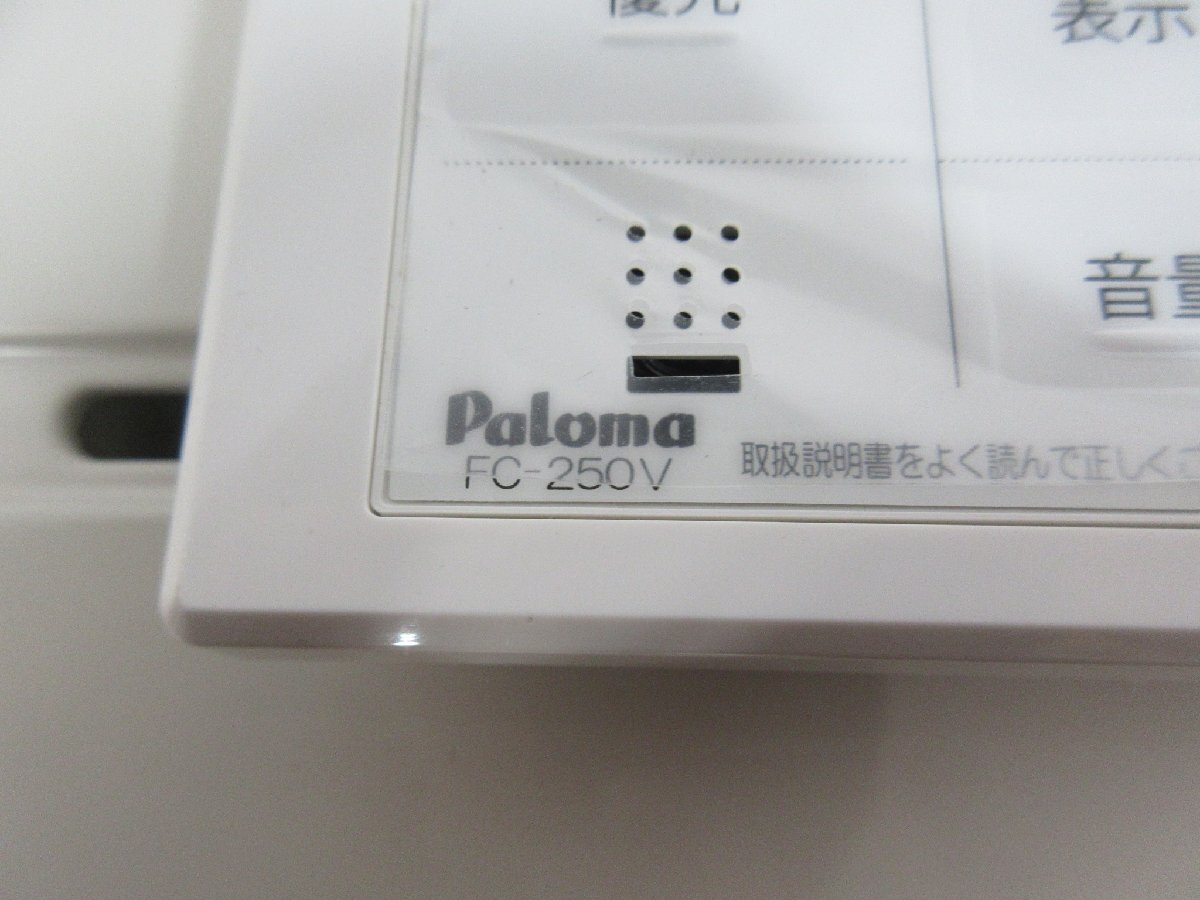 優先
表示
音量
Paloma
FC-250V
取扱説明書をよく読んで正しくご